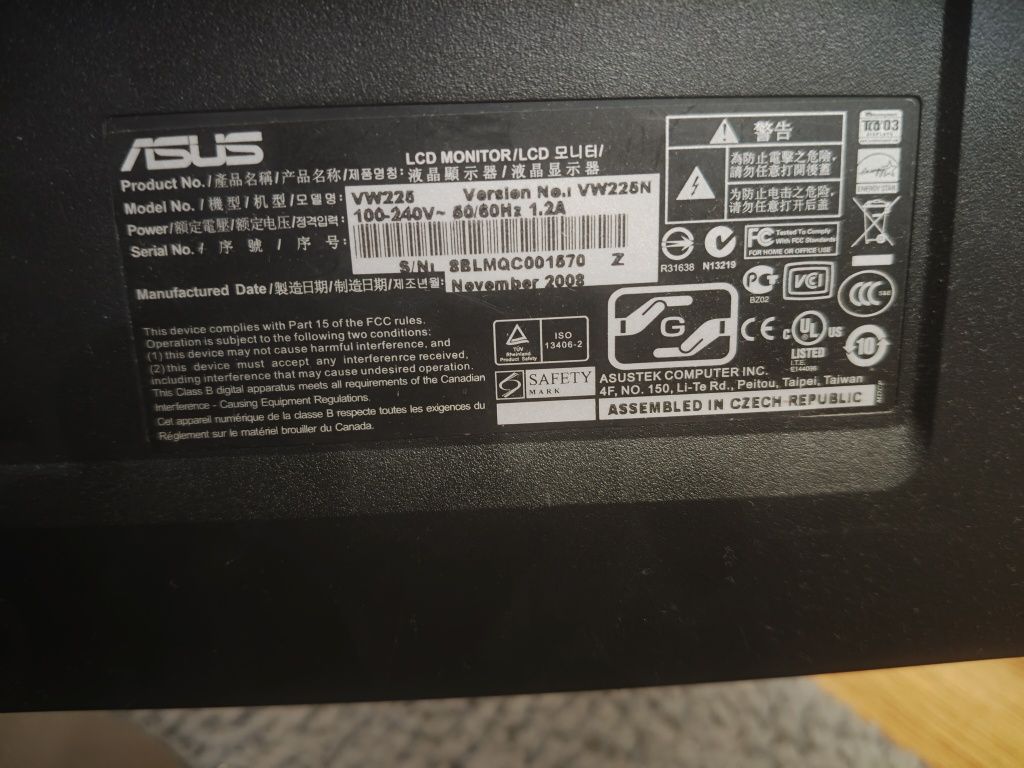 ASUS
LCD MONITOR/LCD 모니터/
Product No./產品名稱/产品名称/제품명칭: 液晶顯示器/液晶显示器
Model No./機型/机型/모델명: VW225 Version No.: VW225N
Power/額定電壓/额定电压/정격입력: 100-240V~ 50/60Hz 1.2A
Serial No./序號/序号:
S/N: 8BLMQC001570 Z
Manufactured Date/製造日期/制造日期/제조년월: November 2008
This device complies with Part 15 of the FCC rules.
Operation is subject to the following two conditions:
(1) this device may not cause harmful interference, and
(2) this device must accept any interferenrce received,
including interference that may cause undesired operation.
This Class B digital apparatus meets all requirements of the Canadian
Interference - Causing Equipment Regulations.
Cet appareil numérique de la classe B respecte toutes les exigences du
Réglement sur le matériel brouiller du Canada.
TÜV
Rheinland
Product Safety
ISO
13406-2
S SAFETY
MARK
警告
為防止電擊之危險,
請勿任意打開後蓋
为防止电击之危险,
请勿任意打开后盖
TCO 03
DISPLAYS
ENERGY STAR
R31638
N13219
FC Tested To Comply
With FCC Standards
FOR HOME OR OFFICE USE
PG
BZ02
VCI
CCC
G
CE
c UL US
LISTED
I.T.E.
E144096
10
ASUSTEK COMPUTER INC.
4F, NO. 150, Li-Te Rd., Peitou, Taipei, Taiwan
ASSEMBLED IN CZECH REPUBLIC